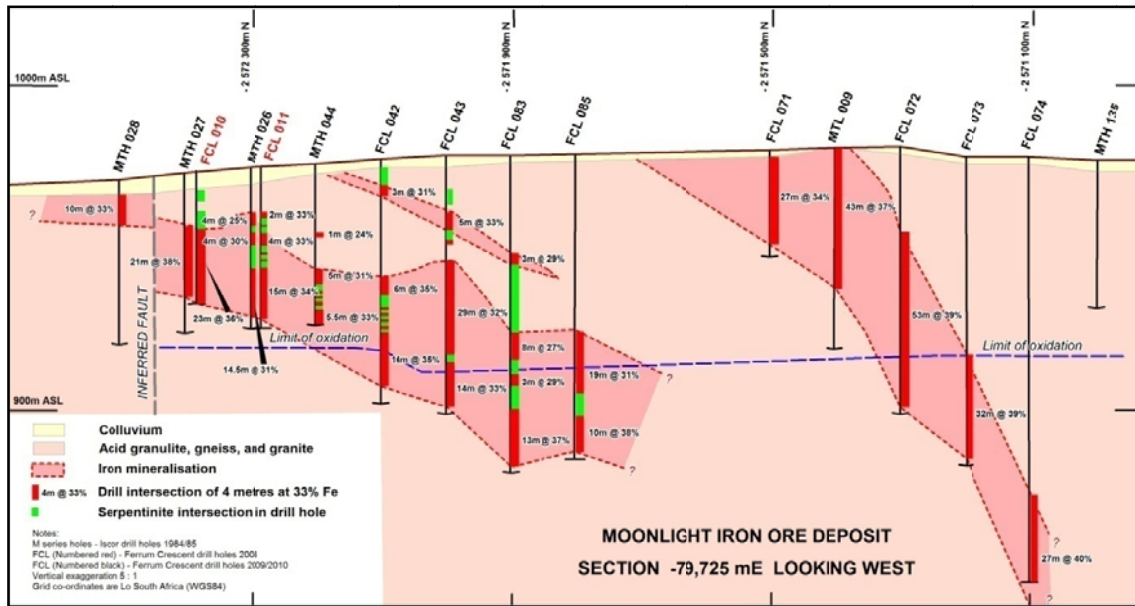 - 2 572 300m N
- 2 571 900m N
- 2 571 500m N
- 2 571 100m N
1000m ASL
1000m ASL
MTH 028
MTH 027
FCL 010
MTH 026
FCL 011
MTH 044
FCL 042
FCL 043
FCL 083
FCL 085
FCL 071
MTL 009
FCL 072
FCL 073
FCL 074
MTH 135
?
10m @ 33%
INFERRED FAULT
21m @ 38%
4m @ 25%
4m @ 30%
23m @ 36%
2m @ 33%
4m @ 33%
15m @ 34%
14.5m @ 31%
1m @ 24%
5m @ 31%
5.5m @ 33%
3m @ 31%
6m @ 35%
16m @ 35%
5m @ 33%
29m @ 32%
14m @ 33%
3m @ 29%
8m @ 27%
3m @ 29%
13m @ 37%
19m @ 31%
10m @ 38%
?
?
27m @ 34%
43m @ 37%
53m @ 39%
32m @ 39%
27m @ 40%
?
?
Limit of oxidation
Limit of oxidation
900m ASL
900m ASL
Colluvium
Acid granulite, gneiss, and granite
Iron mineralisation
4m @ 33% Drill intersection of 4 metres at 33% Fe
Serpentinite intersection in drill hole
Notes:
M series holes - Iscor drill holes 1984/85
FCL (Numbered red) - Ferrum Crescent drill holes 2008
FCL (Numbered black) - Ferrum Crescent drill holes 2009/2010
Vertical exaggeration 5 : 1
Grid co-ordinates are Lo South Africa (WGS84)
MOONLIGHT IRON ORE DEPOSIT
SECTION -79,725 mE LOOKING WEST